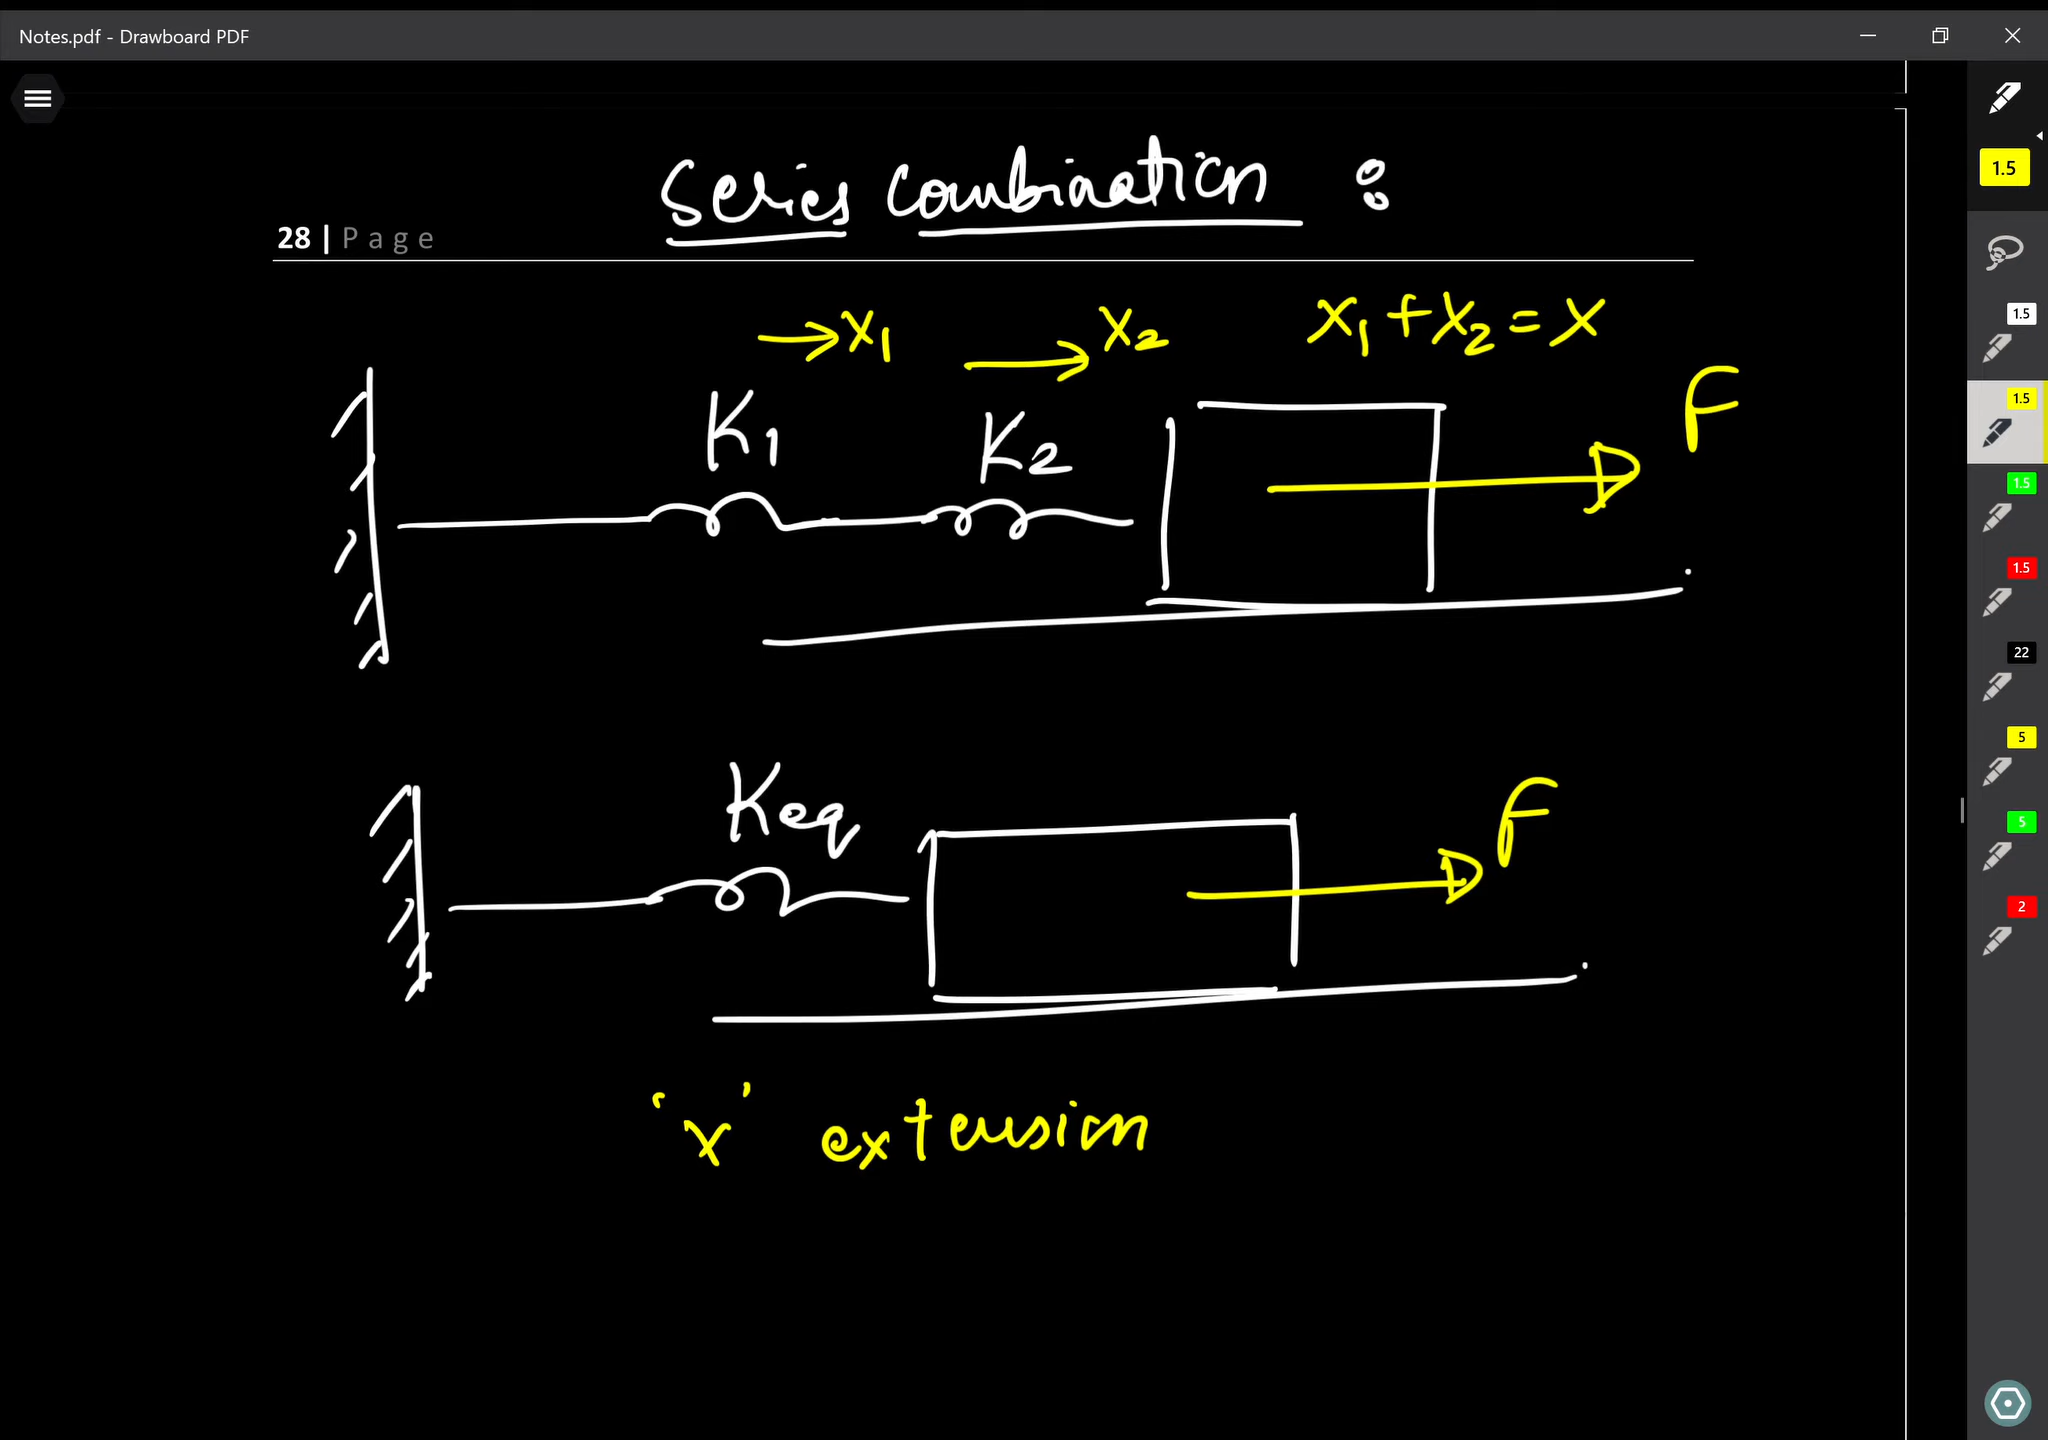 Notes.pdf - Drawboard PDF
1.5
Series Combination :
28 | Page
→ x₁
→ x₂
x₁ + x₂ = x
F
K₁
K₂
Keq
F
'x' extension
1.5
1.5
1.5
1.5
22
5
5
2